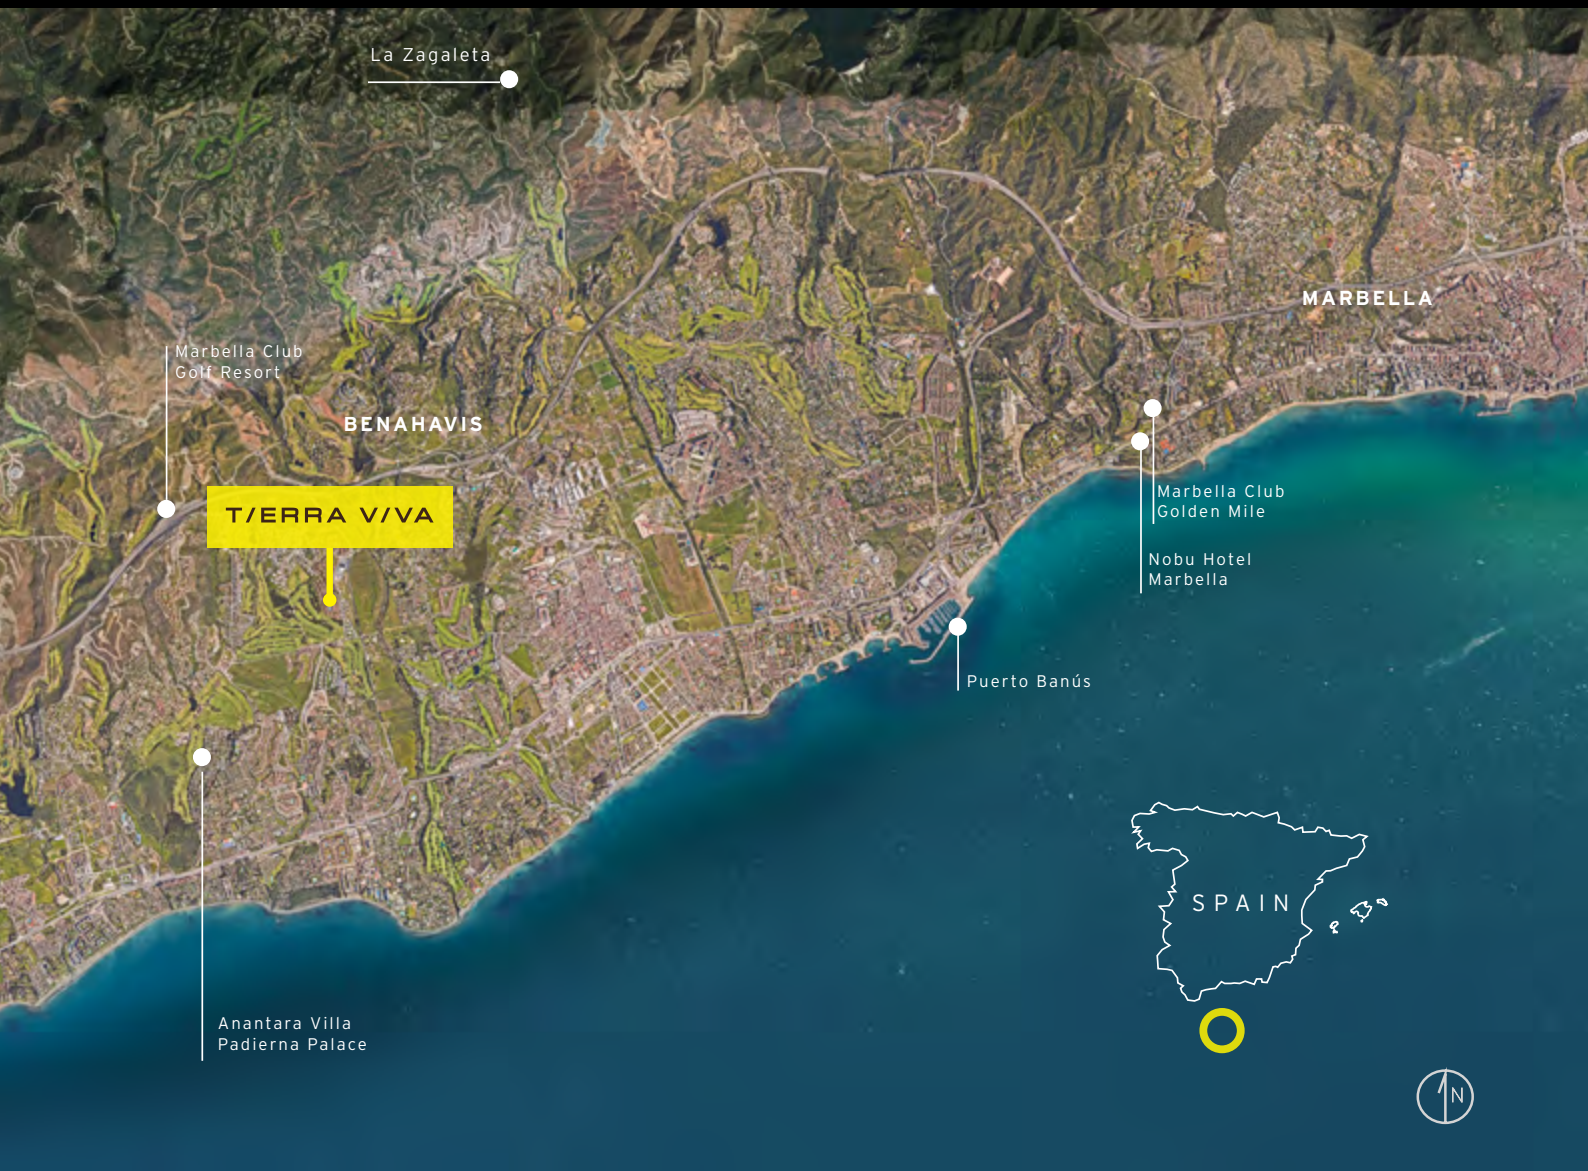 La Zagaleta
MARBELLA
Marbella Club
Golf Resort
BENAHAVIS
T/ERRA V/VA
Marbella Club
Golden Mile
Nobu Hotel
Marbella
Puerto Banús
SPAIN
Anantara Villa
Padierna Palace
N